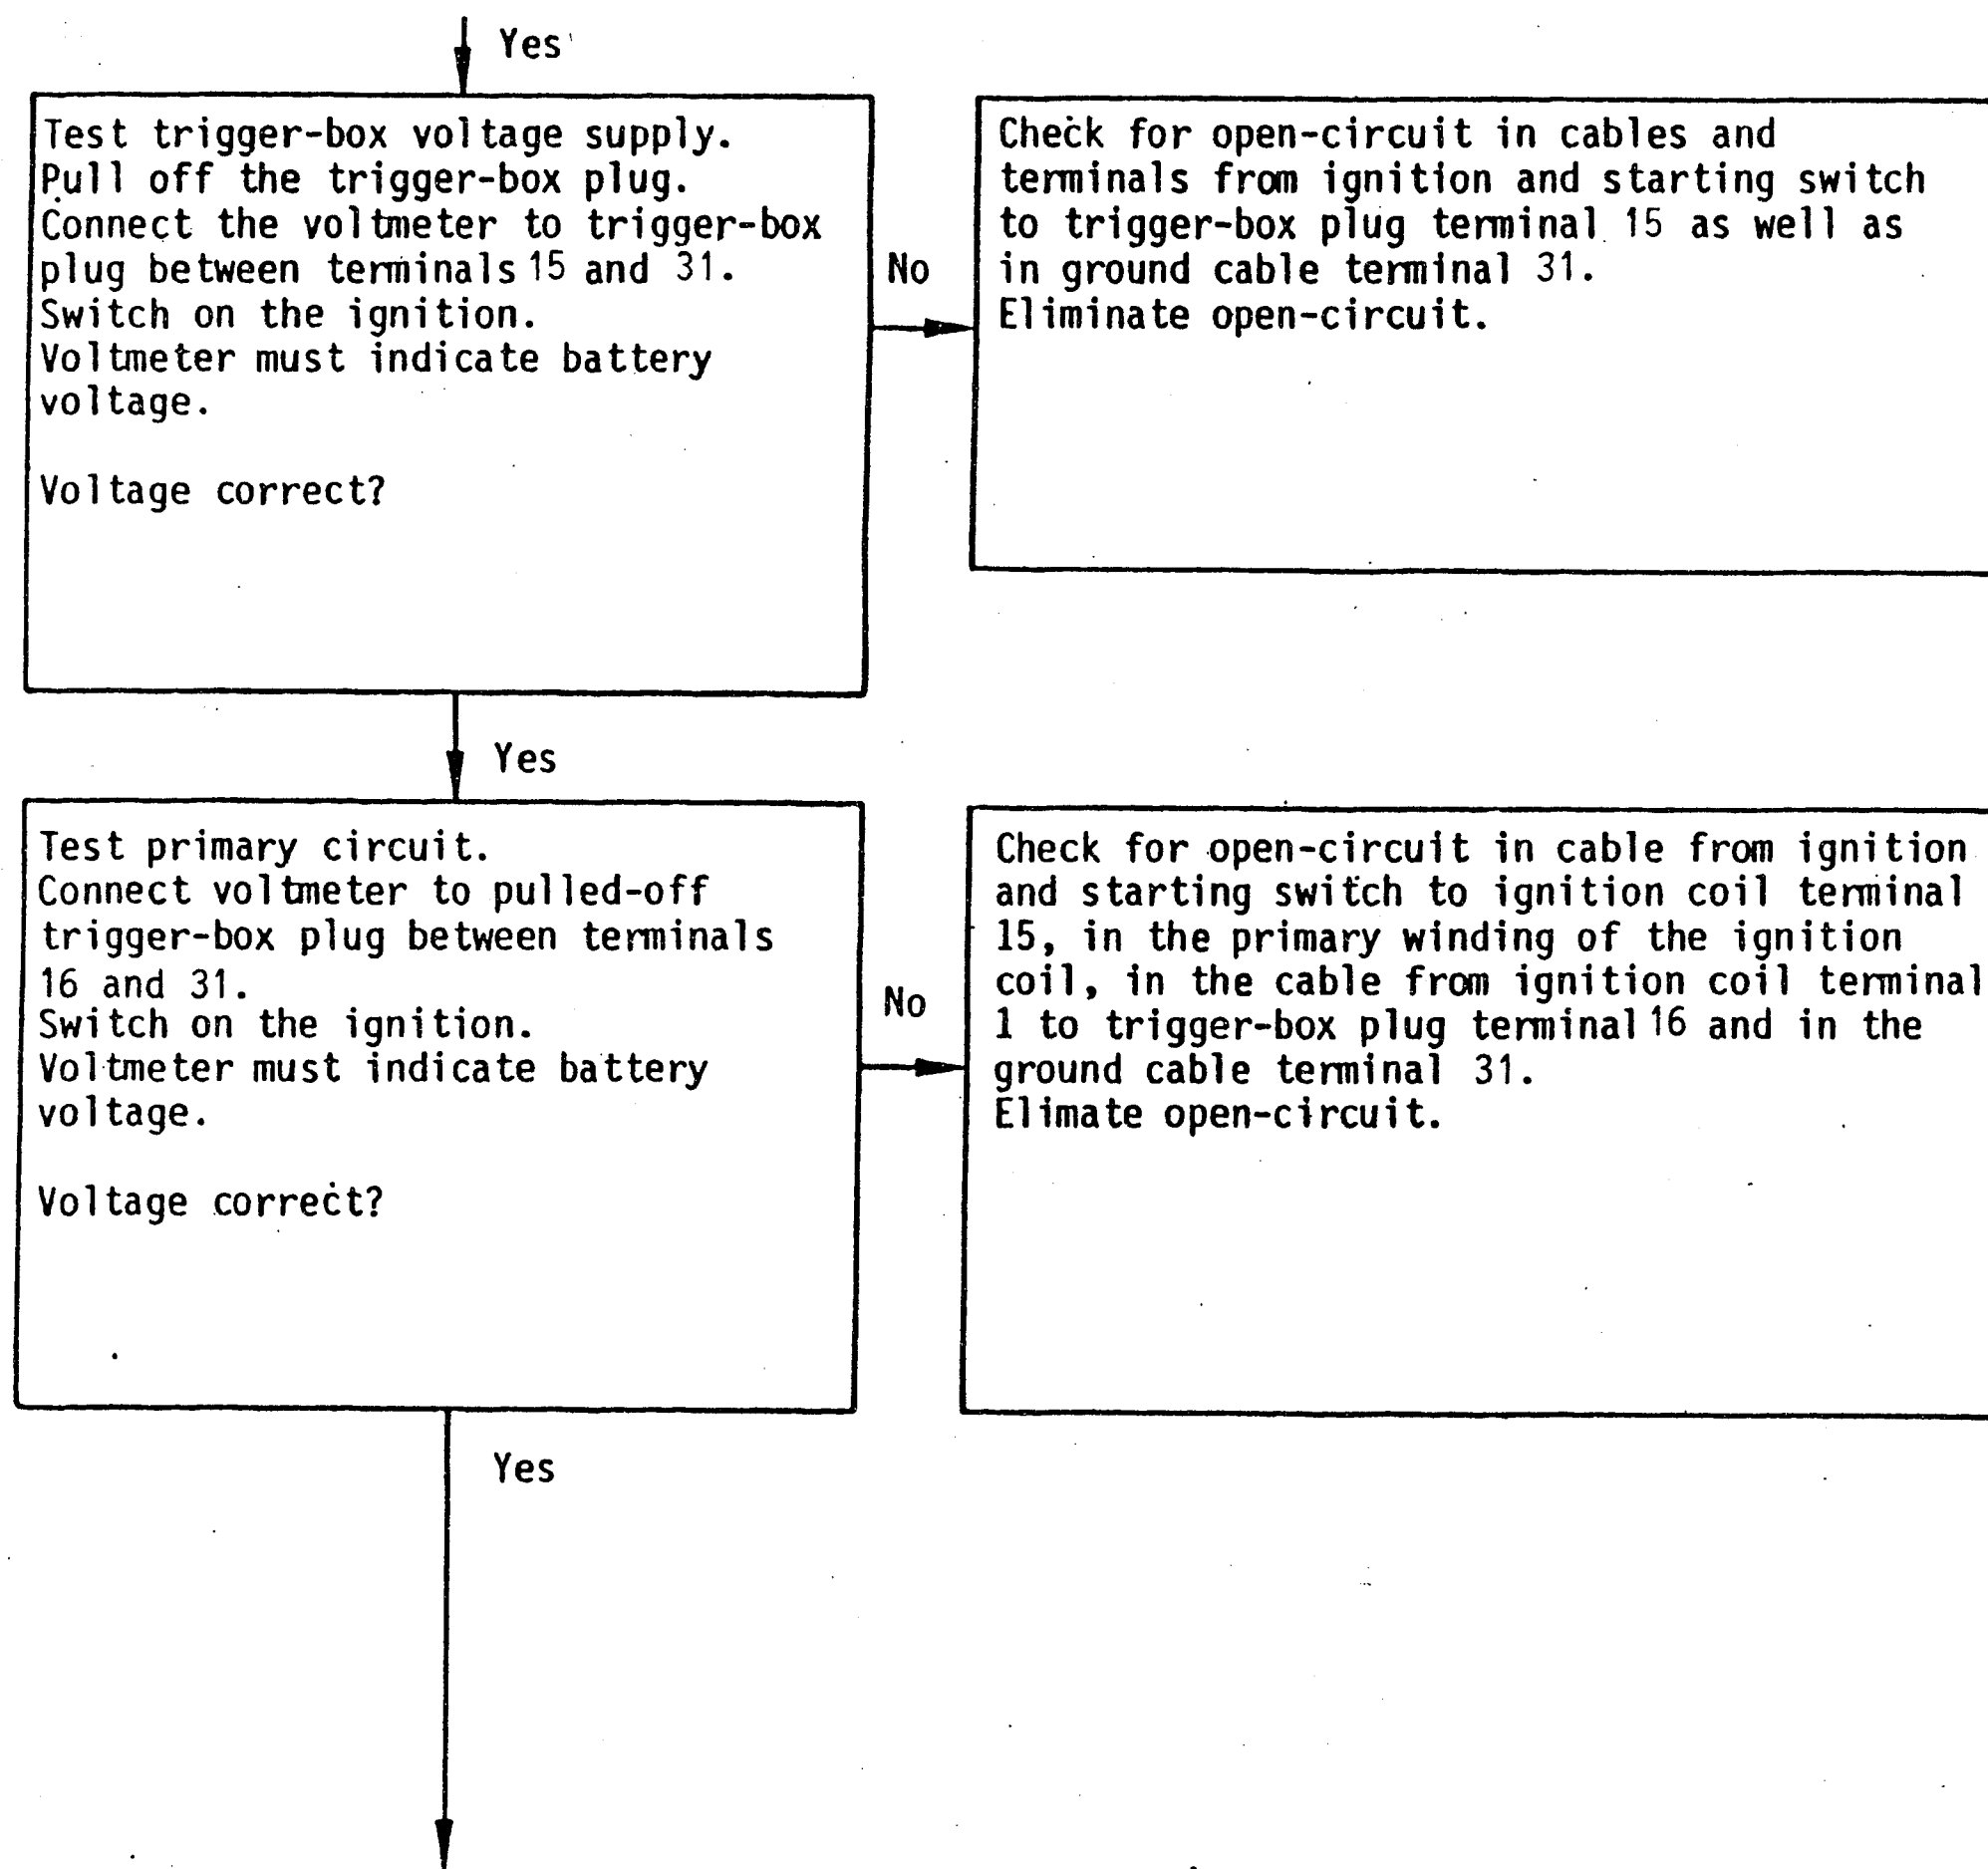 Yes
Test trigger-box voltage supply.
Pull off the trigger-box plug.
Connect the voltmeter to trigger-box
plug between terminals 15 and 31.
Switch on the ignition.
Voltmeter must indicate battery
voltage.
Voltage correct?
No
Check for open-circuit in cables and
terminals from ignition and starting switch
to trigger-box plug terminal 15 as well as
in ground cable terminal 31.
Eliminate open-circuit.
Yes
Test primary circuit.
Connect voltmeter to pulled-off
trigger-box plug between terminals
16 and 31.
Switch on the ignition.
Voltmeter must indicate battery
voltage.
Voltage correct?
No
Check for open-circuit in cable from ignition
and starting switch to ignition coil terminal
15, in the primary winding of the ignition
coil, in the cable from ignition coil terminal
1 to trigger-box plug terminal 16 and in the
ground cable terminal 31.
Elimate open-circuit.
Yes